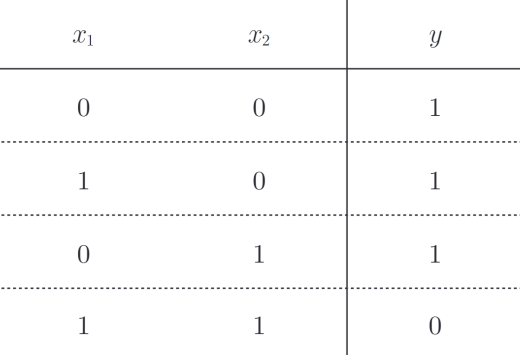 x₁ x₂ y
0 0 1
1 0 1
0 1 1
1 1 0